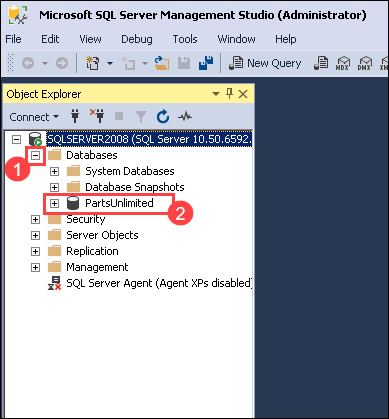 Microsoft SQL Server Management Studio (Administrator)
File Edit View Debug Tools Window Help
New Query MDX DMX
Object Explorer
Connect
SQLSERVER2008 (SQL Server 10.50.6592.
1
Databases
System Databases
Database Snapshots
PartsUnlimited
2
Security
Server Objects
Replication
Management
SQL Server Agent (Agent XPs disabled)